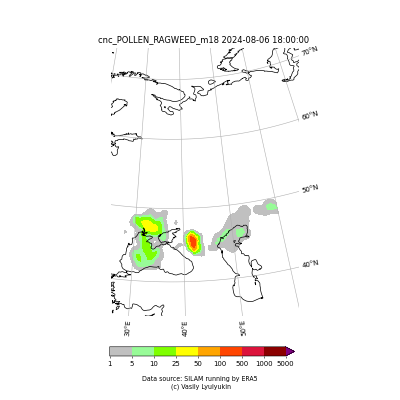 cnc_POLLEN_RAGWEED_m18 2024-08-06 18:00:00
70°N
60°N
50°N
40°N
30°E 40°E 50°E
1 5 10 25 50 100 500 1000 5000
Data source: SILAM running by ERA5
(c) Vasily Lyulyukin